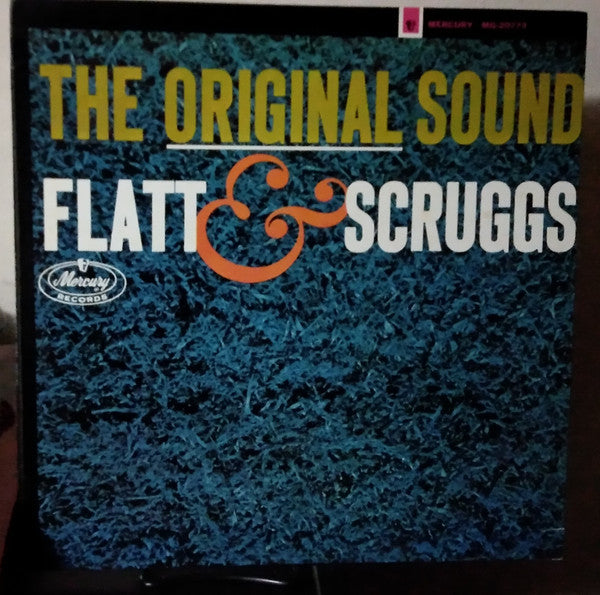 MERCURY MG-20773
THE ORIGINAL SOUND
FLATT & SCRUGGS
Mercury
RECORDS